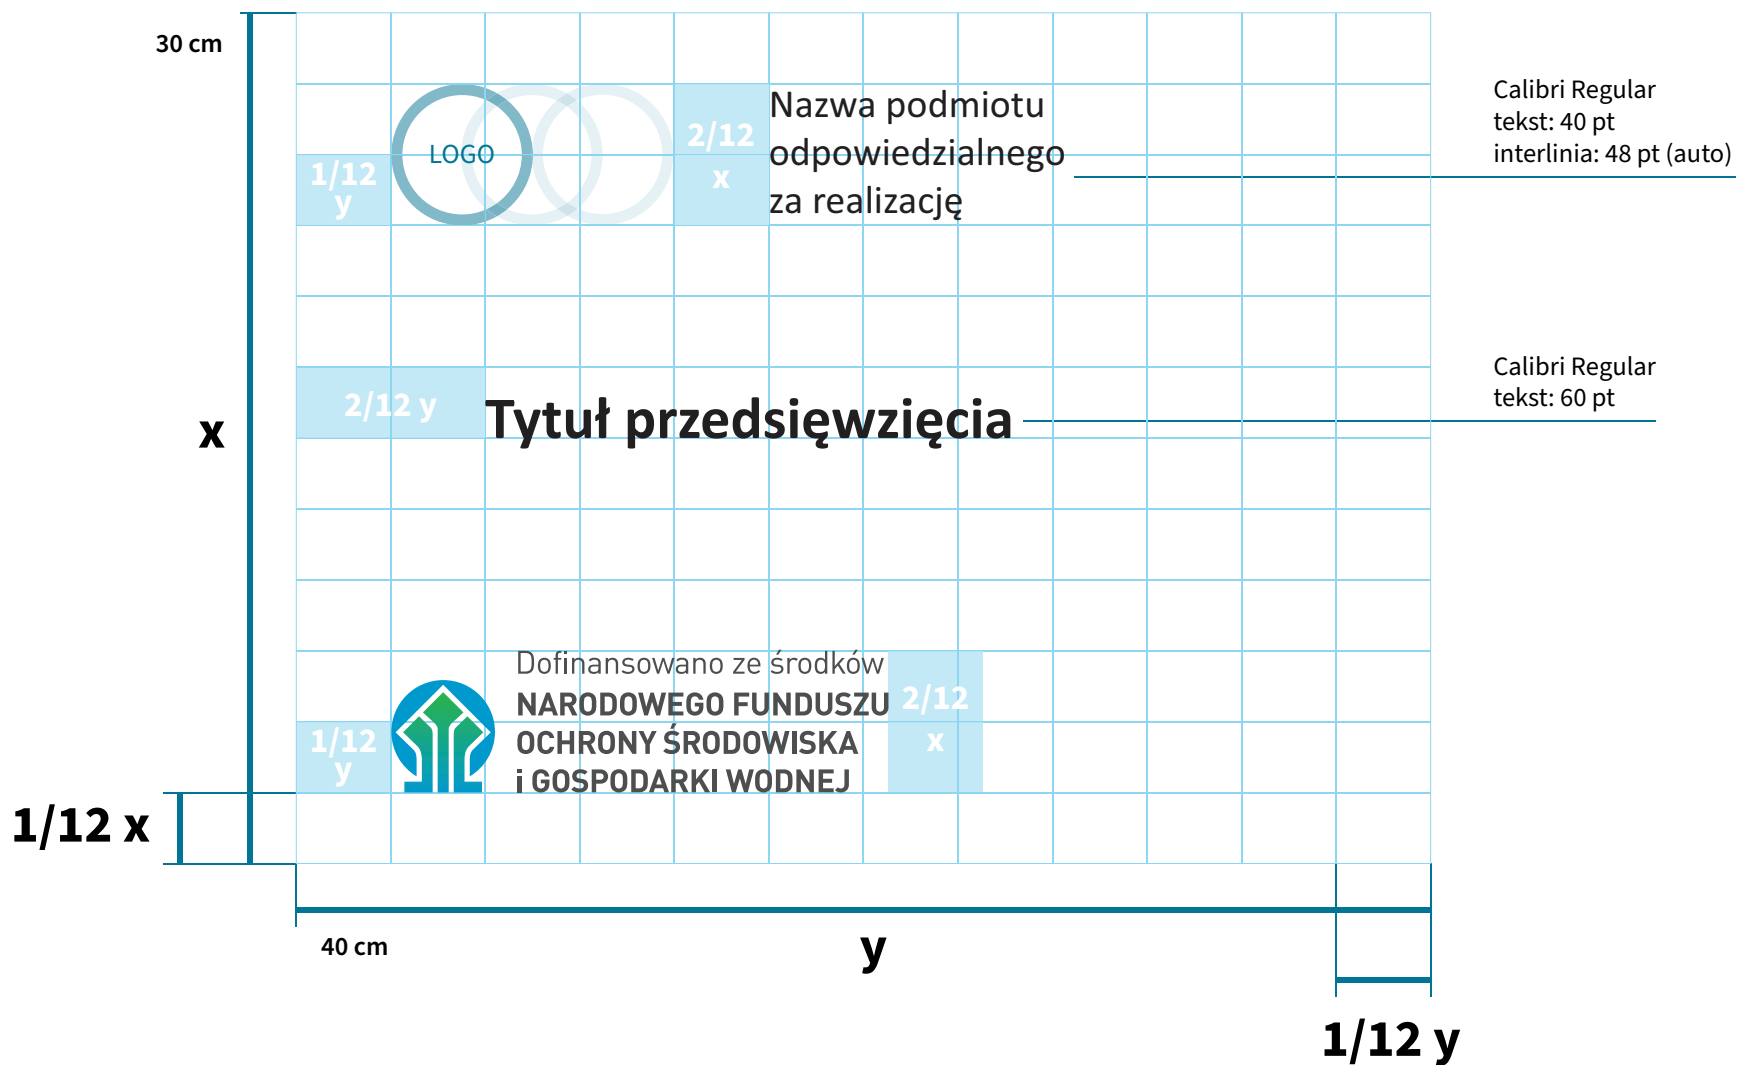 30 cm
Calibri Regular
tekst: 40 pt
interlinia: 48 pt (auto)
LOGO
2/12
x
Nazwa podmiotu
odpowiedzialnego
za realizację
1/12
y
Calibri Regular
tekst: 60 pt
2/12 y
Tytuł przedsięwzięcia
x
Dofinansowano ze środków
NARODOWEGO FUNDUSZU
OCHRONY ŚRODOWISKA
i GOSPODARKI WODNEJ
2/12
x
1/12
y
1/12 x
40 cm
y
1/12 y